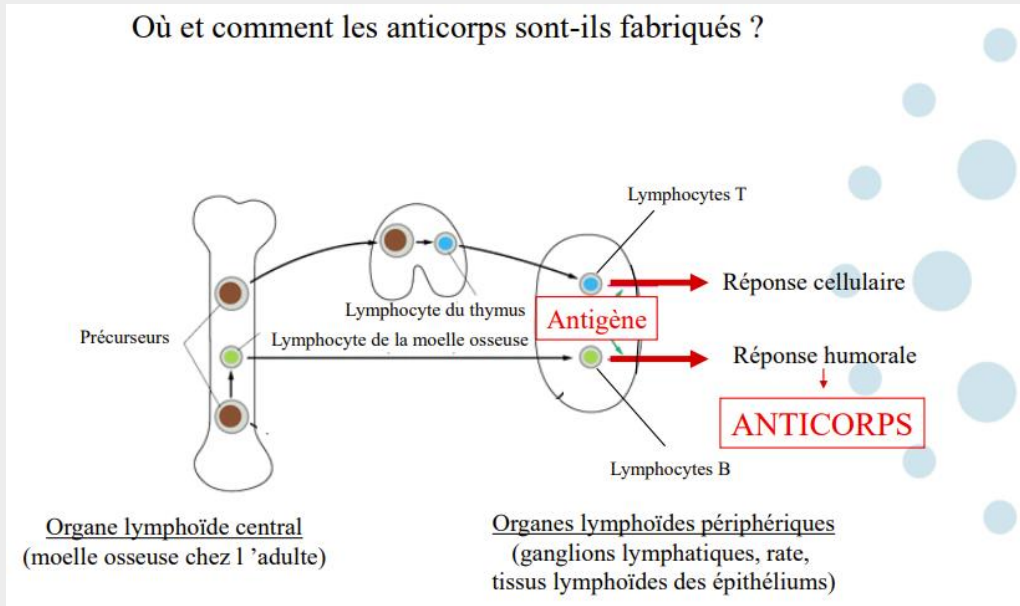 Où et comment les anticorps sont-ils fabriqués ?
Lymphocytes T
Réponse cellulaire
Lymphocyte du thymus
Antigène
Précurseurs
Lymphocyte de la moelle osseuse
Réponse humorale
ANTICORPS
Lymphocytes B
Organe lymphoïde central
(moelle osseuse chez l ’adulte)
Organes lymphoïdes périphériques
(ganglions lymphatiques, rate,
tissus lymphoïdes des épithéliums)